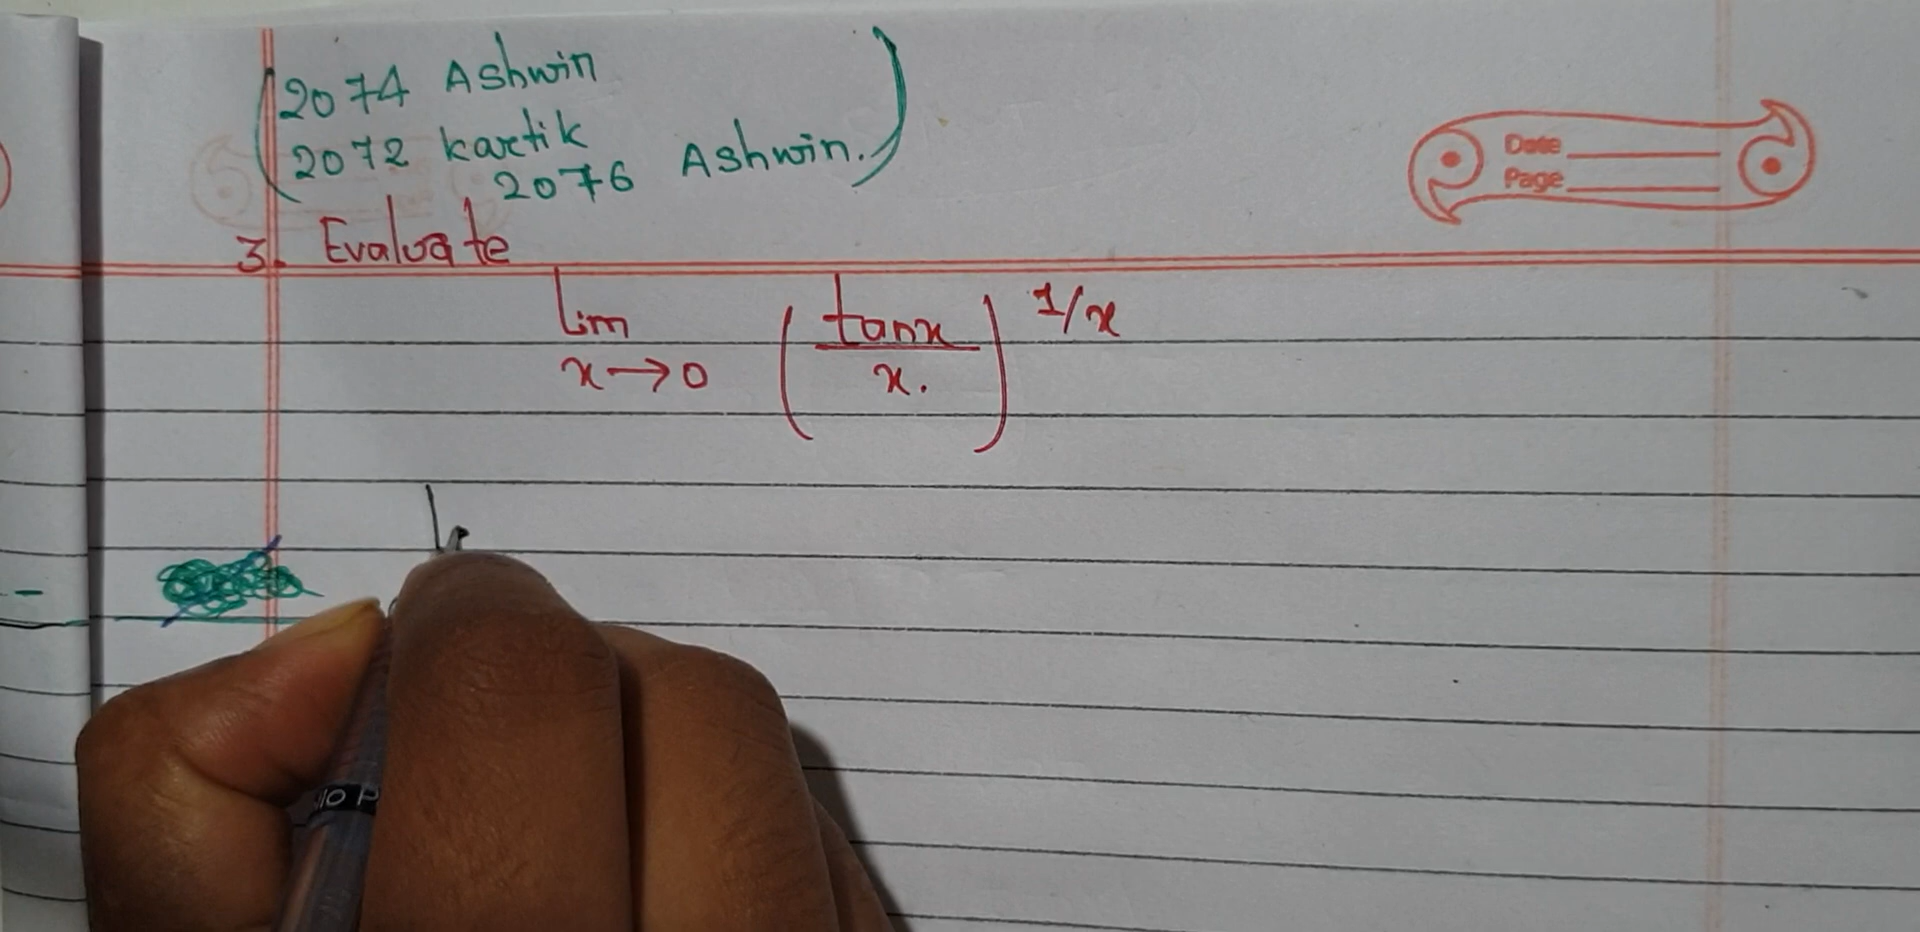 (2074 Ashwin
2072 kartik
2076 Ashwin.)
Date
Page
3. Evaluate
lim x→0 (tanx/x.)^1/x